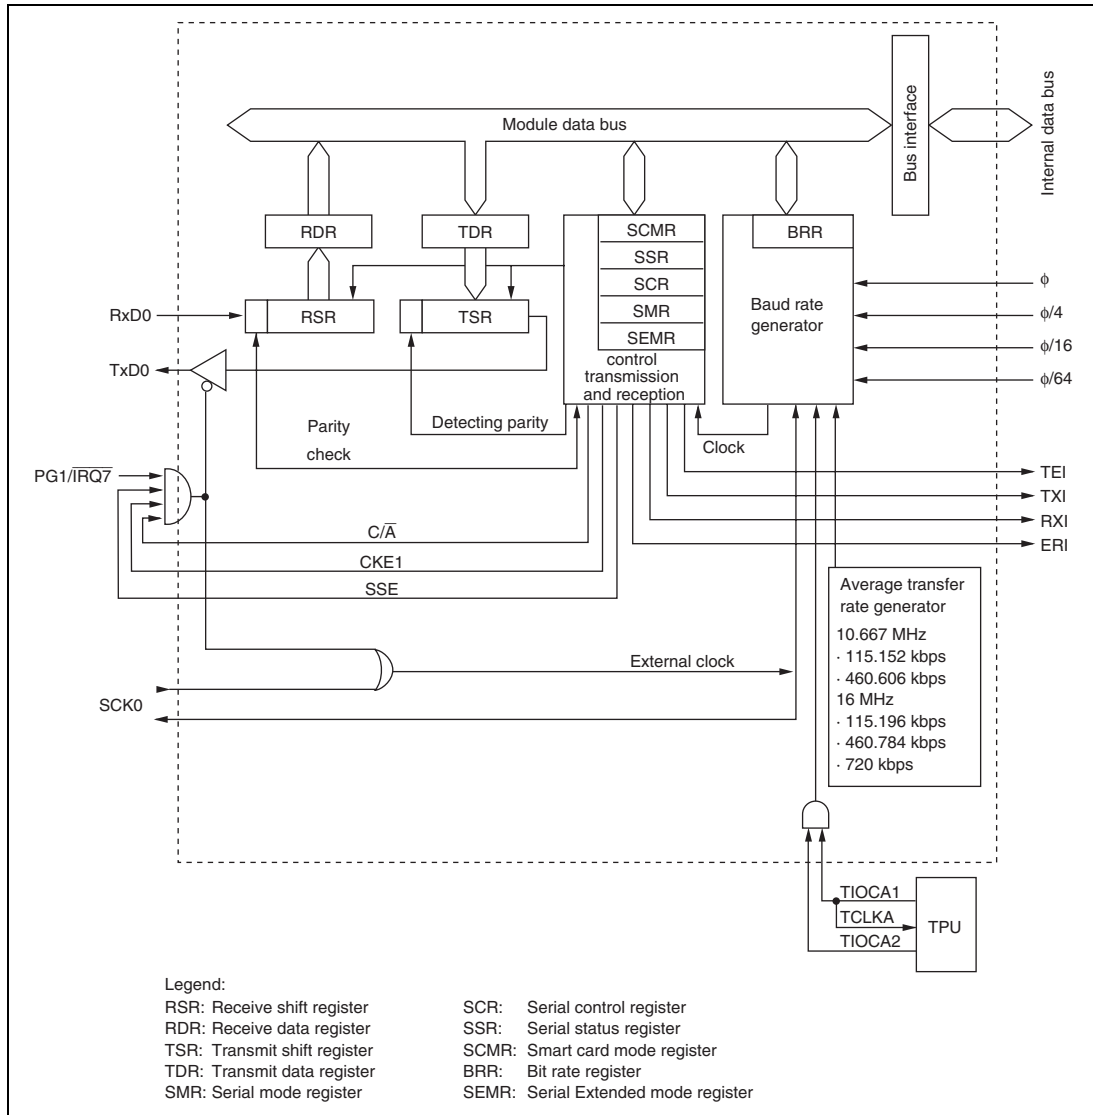 Module data bus
Bus interface
Internal data bus
RDR
TDR
SCMR
SSR
SCR
SMR
SEMR
control
transmission
and reception
BRR
Baud rate
generator
RxD0
RSR
TSR
TxD0
ϕ
ϕ/4
ϕ/16
ϕ/64
Parity
check
Detecting parity
Clock
PG1/IRQ7
C/A
CKE1
SSE
TEI
TXI
RXI
ERI
External clock
SCK0
Average transfer
rate generator
10.667 MHz
· 115.152 kbps
· 460.606 kbps
16 MHz
· 115.196 kbps
· 460.784 kbps
· 720 kbps
TIOCA1
TCLKA
TIOCA2
TPU
Legend:
RSR: Receive shift register
RDR: Receive data register
TSR: Transmit shift register
TDR: Transmit data register
SMR: Serial mode register
SCR: Serial control register
SSR: Serial status register
SCMR: Smart card mode register
BRR: Bit rate register
SEMR: Serial Extended mode register